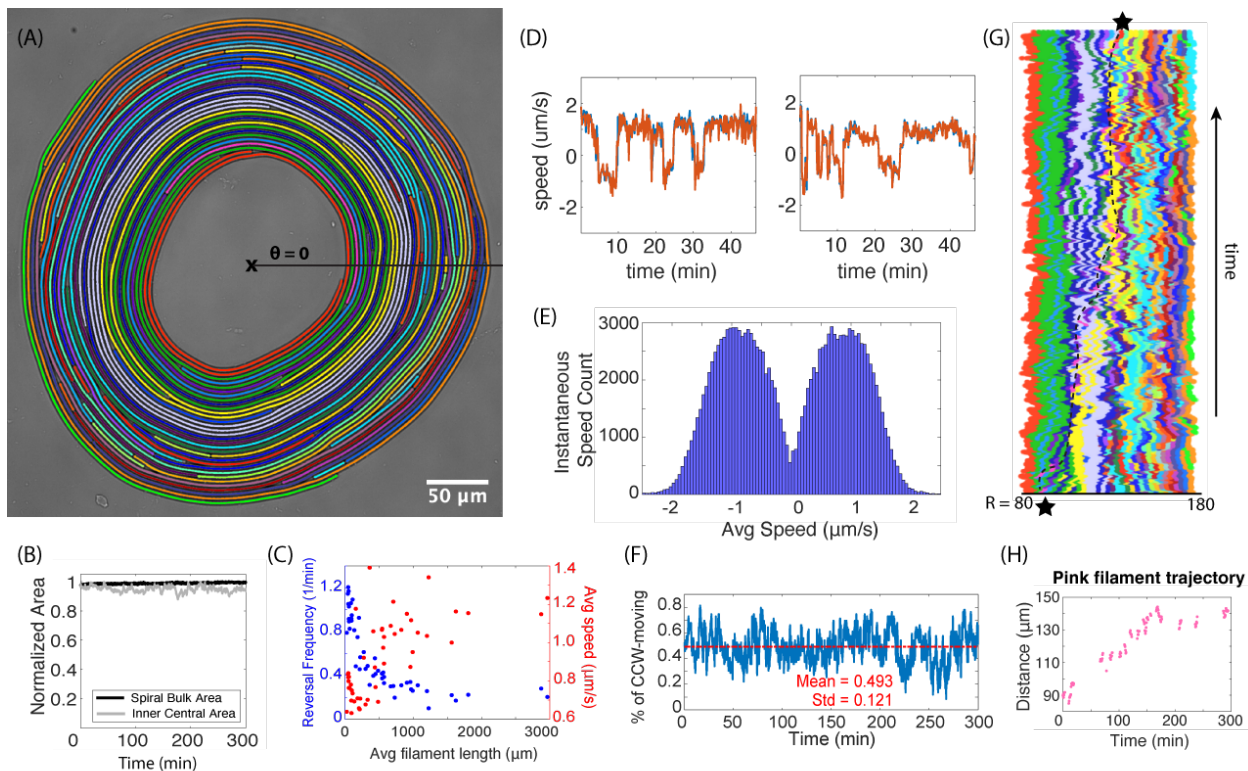 (A)
θ = 0
x
50 µm
(B)
Normalized Area
1
0.8
0.6
0.4
0.2
Spiral Bulk Area
Inner Central Area
0 100 200 300
Time (min)
(C)
Reversal Frequency (1/min)
1.2
0.8
0.4
0
1.4
1.2
1.0
0.8
0.6
Avg speed (µm/s)
0 1000 2000 3000
Avg filament length (µm)
(D)
speed (um/s)
2
0
-2
10 20 30 40
time (min)
2
0
-2
10 20 30 40
time (min)
(E)
Instantaneous
Speed Count
3000
2000
1000
0
-2 -1 0 1 2
Avg Speed (µm/s)
(F)
% of CCW-moving
1
0.8
0.6
0.4
0.2
0
Mean = 0.493
Std = 0.121
0 50 100 150 200 250 300
Time (min)
(G)
time
R = 80 180
(H)
Pink filament trajectory
Distance (µm)
150
130
110
90
0 100 200 300
Time (min)